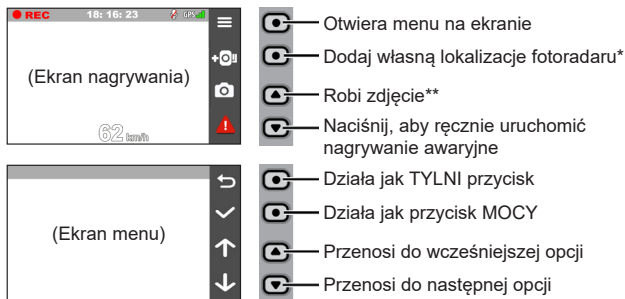 REC 18: 16: 23 GPS
(Ekran nagrywania)
62 km/h
Otwiera menu na ekranie
Dodaj własną lokalizacje fotoradaru*
Robi zdjęcie**
Naciśnij, aby ręcznie uruchomić
nagrywanie awaryjne
(Ekran menu)
Działa jak TYLNI przycisk
Działa jak przycisk MOCY
Przenosi do wcześniejszej opcji
Przenosi do następnej opcji